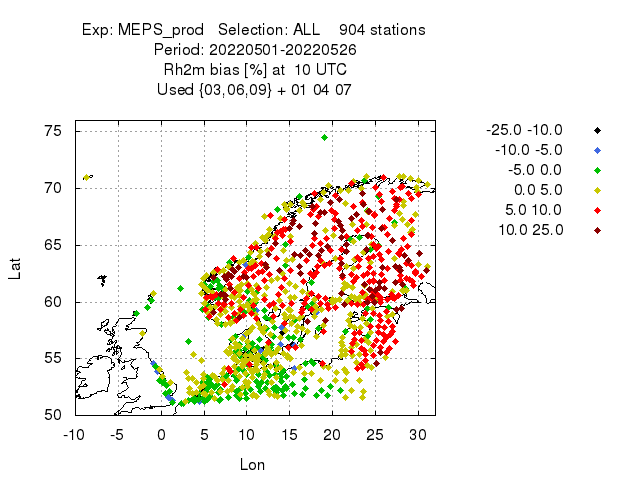 Exp: MEPS_prod   Selection: ALL    904 stations
Period: 20220501-20220526
Rh2m bias [%] at  10 UTC
Used {03,06,09} + 01 04 07
-25.0 -10.0
-10.0 -5.0
-5.0 0.0
0.0 5.0
5.0 10.0
10.0 25.0
75
70
65
60
55
50
Lat
-10 -5 0 5 10 15 20 25 30
Lon